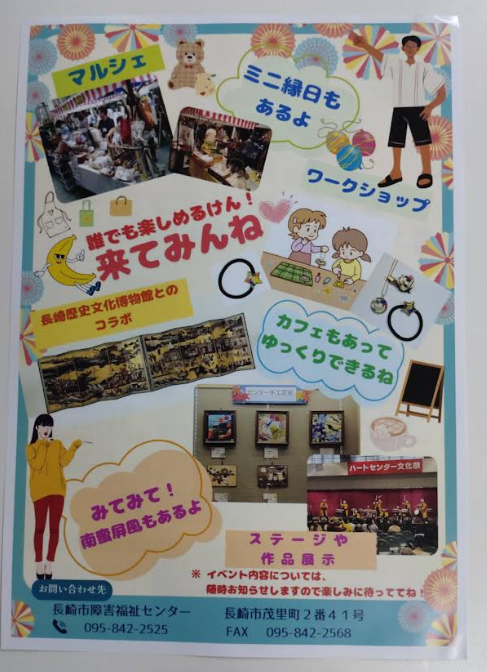 マルシェ
ミニ縁日も
あるよ
ワークショップ
誰でも楽しめるけん！
来てみんね
長崎歴史文化博物館との
コラボ
カフェもあって
ゆっくりできるね
ハートセンター文化祭
みてみて！
南蛮屏風もあるよ
ステージや
作品展示
※ イベント内容については、
随時お知らせしますので楽しみに待っててね！
お問い合わせ先
長崎市障害福祉センター
長崎市茂里町２番４１号
095-842-2525
FAX 095-842-2568